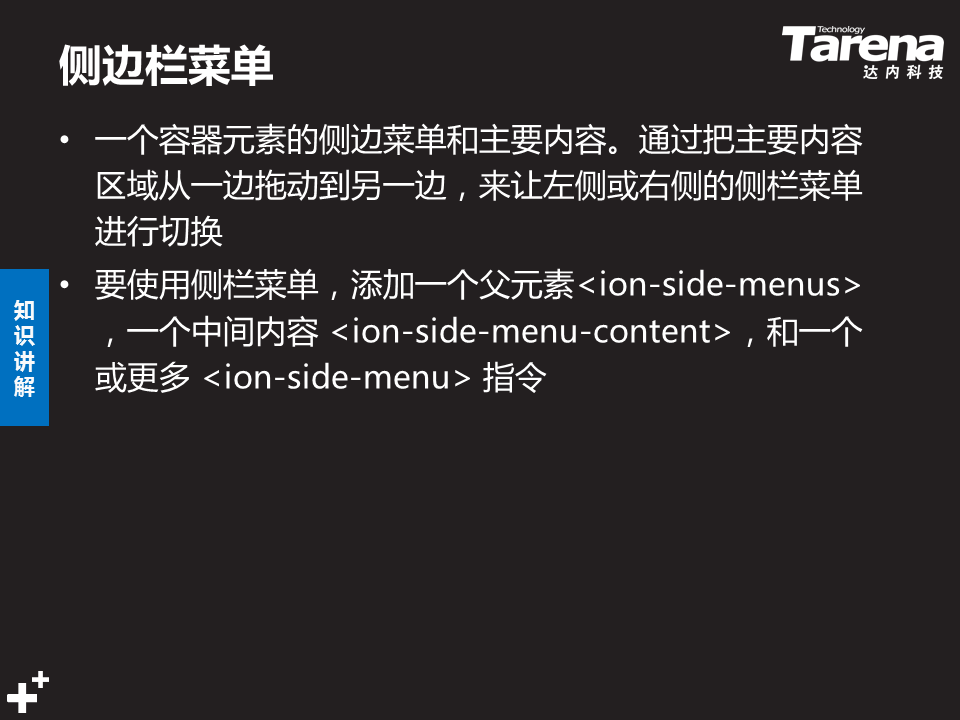 侧边栏菜单
Technology
Tarena
达内科技
• 一个容器元素的侧边菜单和主要内容。通过把主要内容
区域从一边拖动到另一边，来让左侧或右侧的侧栏菜单
进行切换
• 要使用侧栏菜单，添加一个父元素<ion-side-menus>
，一个中间内容 <ion-side-menu-content>，和一个
或更多 <ion-side-menu> 指令
知
识
讲
解